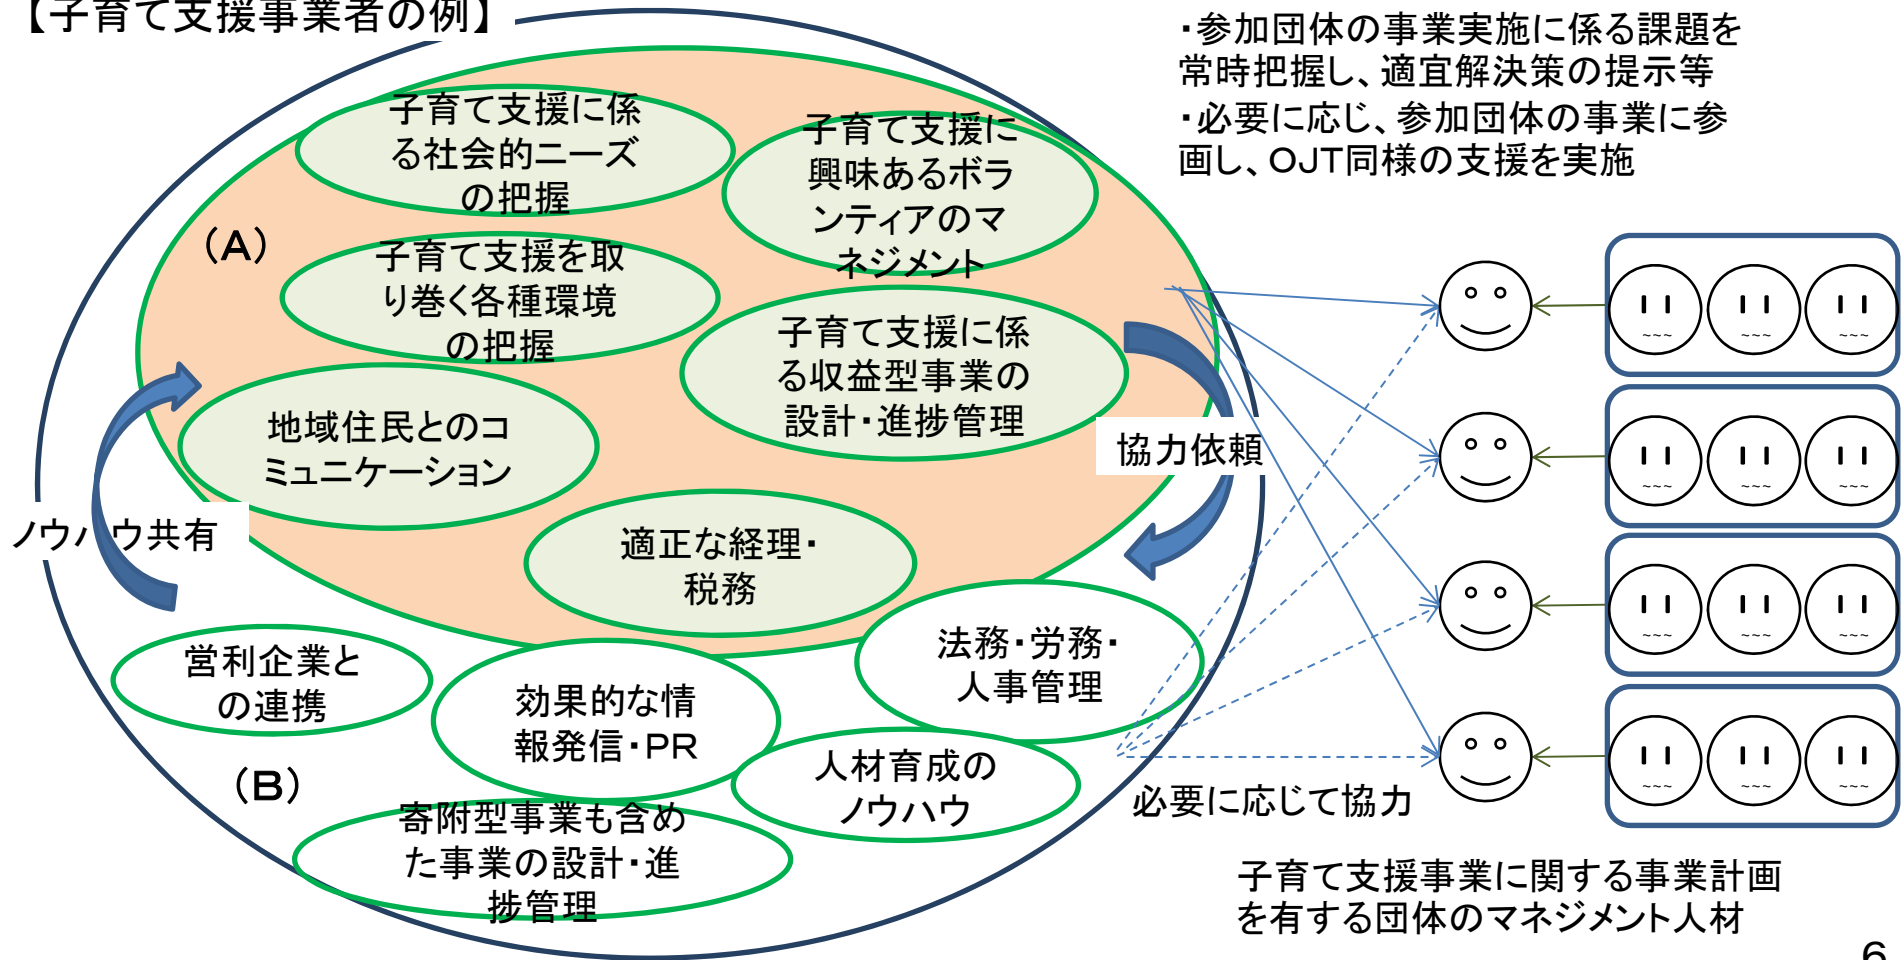 【子育て支援事業者の例】
・参加団体の事業実施に係る課題を
常時把握し、適宜解決策の提示等
・必要に応じ、参加団体の事業に参
画し、OJT同様の支援を実施
子育て支援に係
る社会的ニーズ
の把握
子育て支援に
興味あるボラ
ンティアのマ
ネジメント
(A)
子育て支援を取
り巻く各種環境
の把握
子育て支援に係
る収益型事業の
設計・進捗管理
地域住民とのコ
ミュニケーション
協力依頼
ノウハウ共有
適正な経理・
税務
法務・労務・
人事管理
営利企業と
の連携
効果的な情
報発信・PR
(B)
人材育成の
ノウハウ
必要に応じて協力
寄附型事業も含め
た事業の設計・進
捗管理
子育て支援事業に関する事業計画
を有する団体のマネジメント人材
6